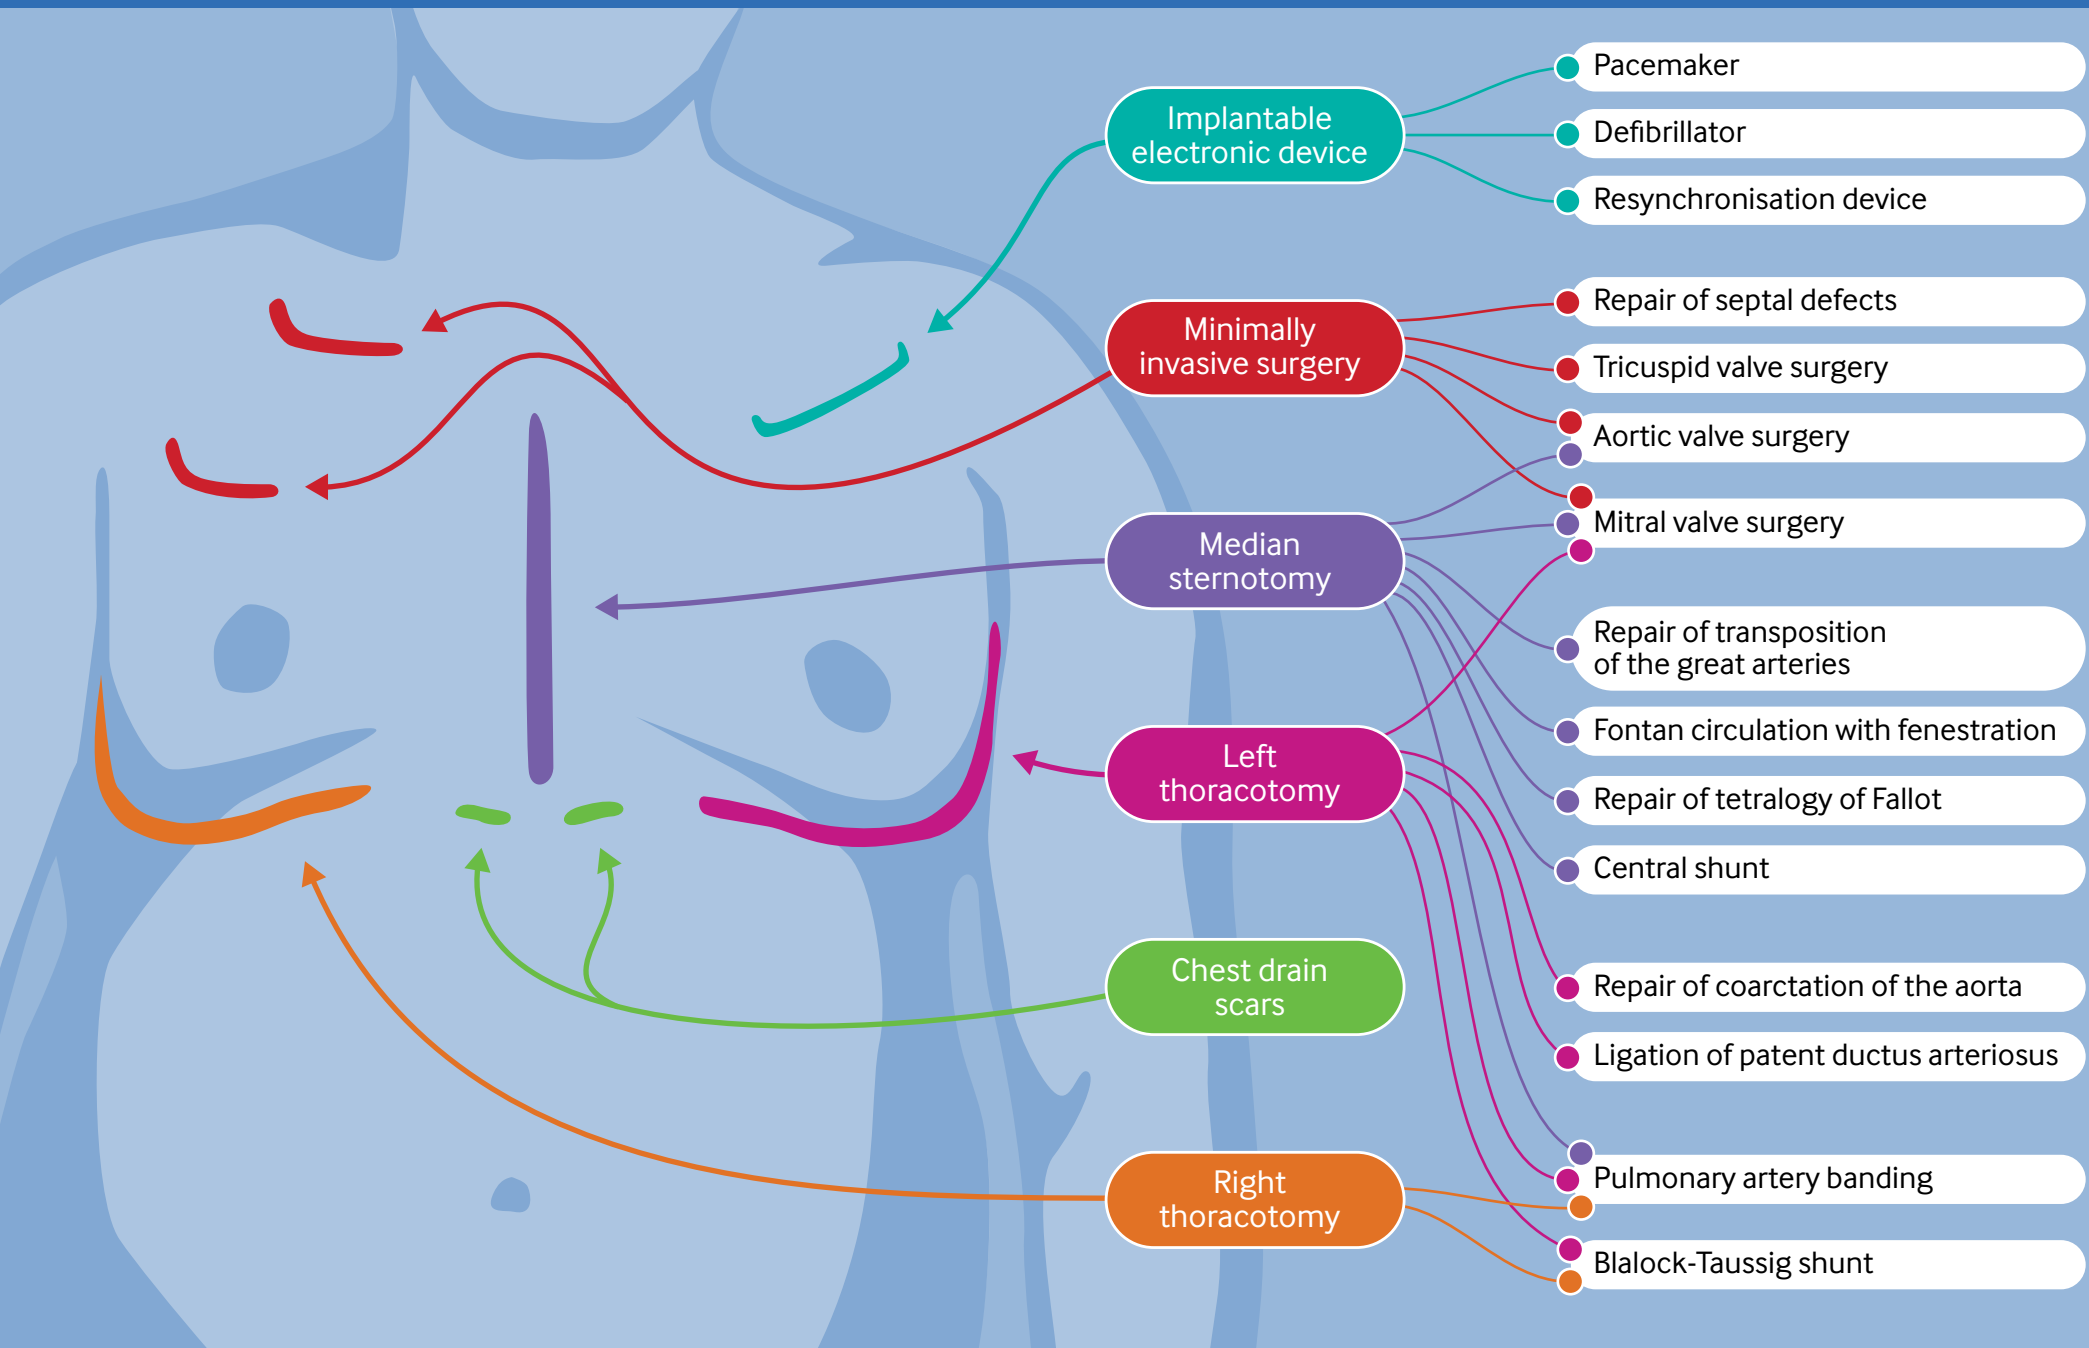 Implantable
electronic device
Pacemaker
Defibrillator
Resynchronisation device
Minimally
invasive surgery
Repair of septal defects
Tricuspid valve surgery
Aortic valve surgery
Mitral valve surgery
Median
sternotomy
Repair of transposition
of the great arteries
Fontan circulation with fenestration
Repair of tetralogy of Fallot
Central shunt
Left
thoracotomy
Repair of coarctation of the aorta
Ligation of patent ductus arteriosus
Chest drain
scars
Right
thoracotomy
Pulmonary artery banding
Blalock-Taussig shunt